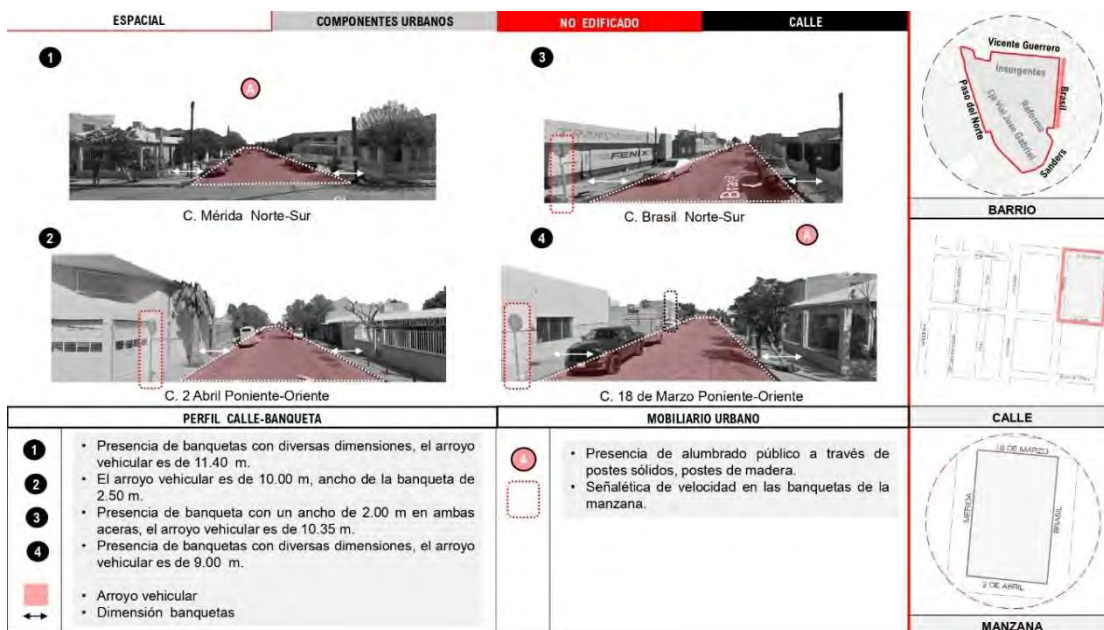 ESPACIAL
COMPONENTES URBANOS
NO EDIFICADO
CALLE
1
A
C. Mérida Norte-Sur
3
FENIX
Brasil
C. Brasil Norte-Sur
2
C. 2 Abril Poniente-Oriente
4
A
C. 18 de Marzo Poniente-Oriente
PERFIL CALLE-BANQUETA
1
• Presencia de banquetas con diversas dimensiones, el arroyo
vehicular es de 11.40 m.
2
• El arroyo vehicular es de 10.00 m, ancho de la banqueta de
2.50 m.
3
• Presencia de banqueta con un ancho de 2.00 m en ambas
aceras, el arroyo vehicular es de 10.35 m.
4
• Presencia de banquetas con diversas dimensiones, el arroyo
vehicular es de 9.00 m.
• Arroyo vehicular
• Dimensión banquetas
MOBILIARIO URBANO
A
• Presencia de alumbrado público a través de
postes sólidos, postes de madera.
• Señalética de velocidad en las banquetas de la
manzana.
Vicente Guerrero
Insurgentes
Brasil
Paso del Norte
Reforma
Eje Vial Juan Gabriel
Sanders
BARRIO
CALLE
18 DE MARZO
MERIDA
BRASIL
2 DE ABRIL
MANZANA